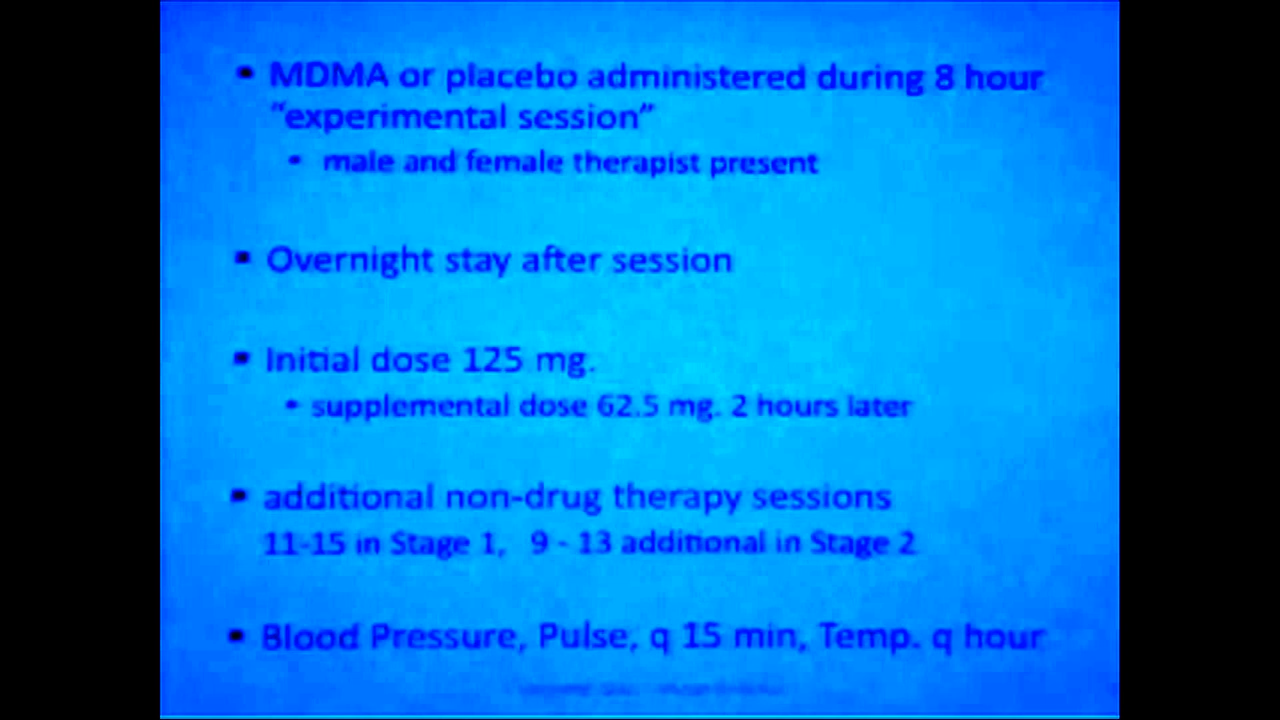 ▪ MDMA or placebo administered during 8 hour
“experimental session”
• male and female therapist present
▪ Overnight stay after session
▪ Initial dose 125 mg.
• supplemental dose 62.5 mg. 2 hours later
▪ additional non-drug therapy sessions
11-15 in Stage 1, 9 - 13 additional in Stage 2
▪ Blood Pressure, Pulse, q 15 min, Temp. q hour